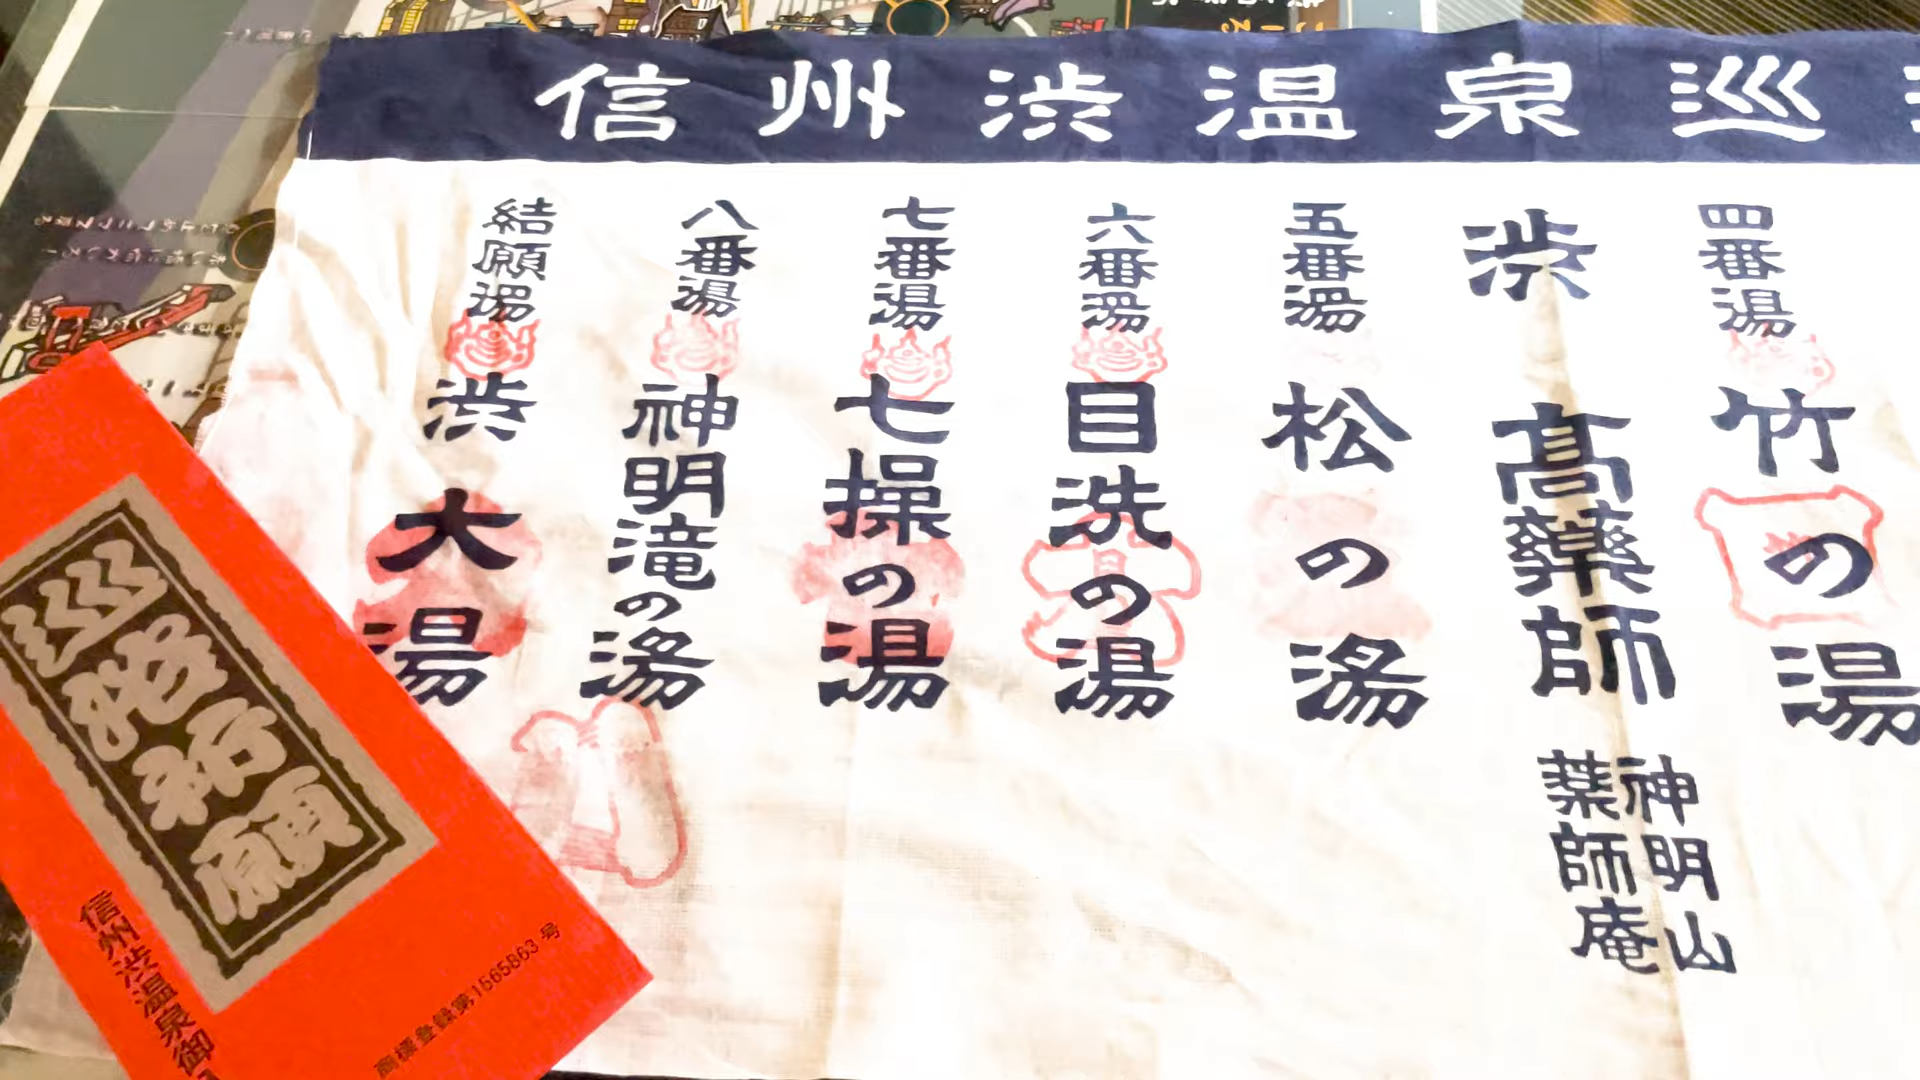 信州渋温泉巡
四番湯
竹の湯
渋
高薬師
神明山
薬師庵
五番湯
松の湯
六番湯
目洗の湯
七番湯
七操の湯
八番湯
神明滝の湯
結願湯
渋大湯
巡浴祈願
信州渋温泉御
商標登録第1565863号